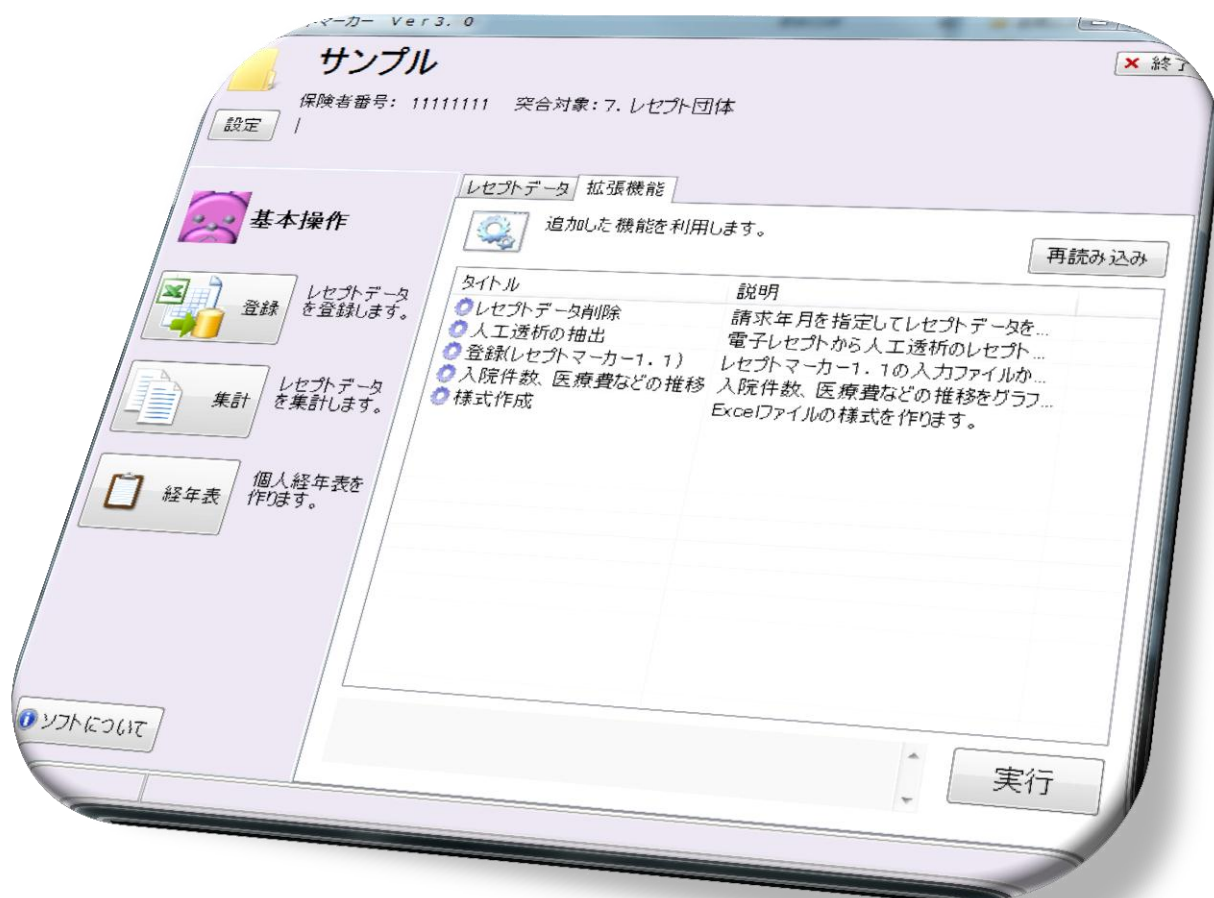 トマーカー Ver3.0
サンプル
× 終了
保険者番号: 11111111 突合対象:7.レセプト団体
設定
基本操作
登録
レセプトデータ
を登録します。
集計
レセプトデータ
を集計します。
経年表
個人経年表を
作ります。
ソフトについて
レセプトデータ
拡張機能
追加した機能を利用します。
再読み込み
タイトル 説明
レセプトデータ削除 請求年月を指定してレセプトデータを...
人工透析の抽出 電子レセプトから人工透析のレセプト...
登録(レセプトマーカー1.1) レセプトマーカー1.1の入力ファイルか...
入院件数、医療費などの推移 入院件数、医療費などの推移をグラフ...
様式作成 Excelファイルの様式を作ります。
実行